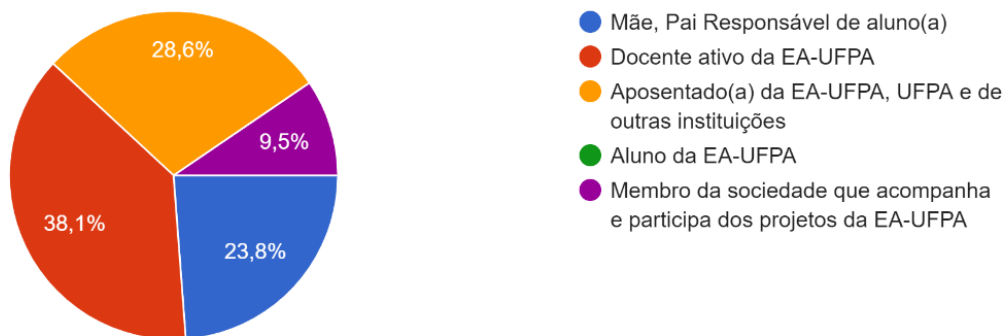 28,6%
9,5%
38,1%
23,8%
Mãe, Pai Responsável de aluno(a)
Docente ativo da EA-UFPA
Aposentado(a) da EA-UFPA, UFPA e de
outras instituições
Aluno da EA-UFPA
Membro da sociedade que acompanha
e participa dos projetos da EA-UFPA